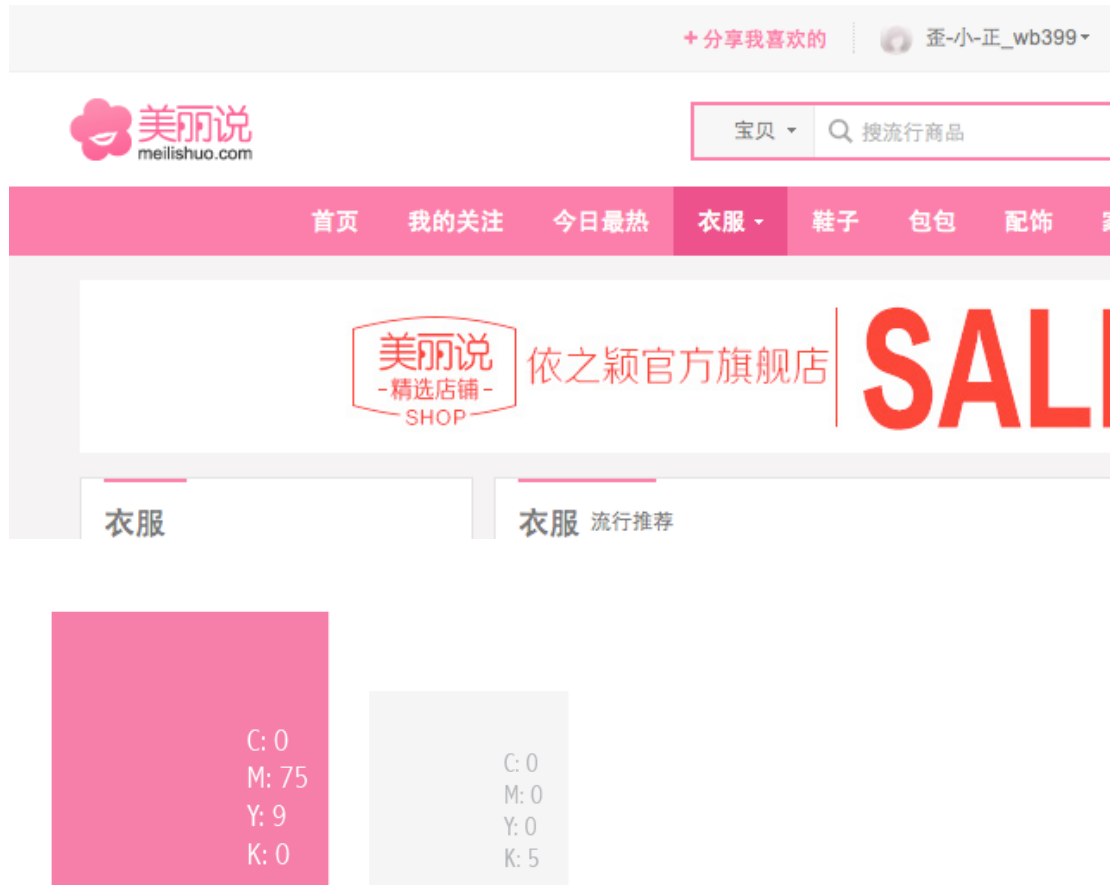 + 分享我喜欢的 歪-小-正_wb399
美丽说
meilishuo.com
宝贝 搜流行商品
首页 我的关注 今日最热 衣服 鞋子 包包 配饰
美丽说
-精选店铺-
SHOP
依之颖官方旗舰店
SAL
衣服
衣服 流行推荐
C: 0
M: 75
Y: 9
K: 0
C: 0
M: 0
Y: 0
K: 5